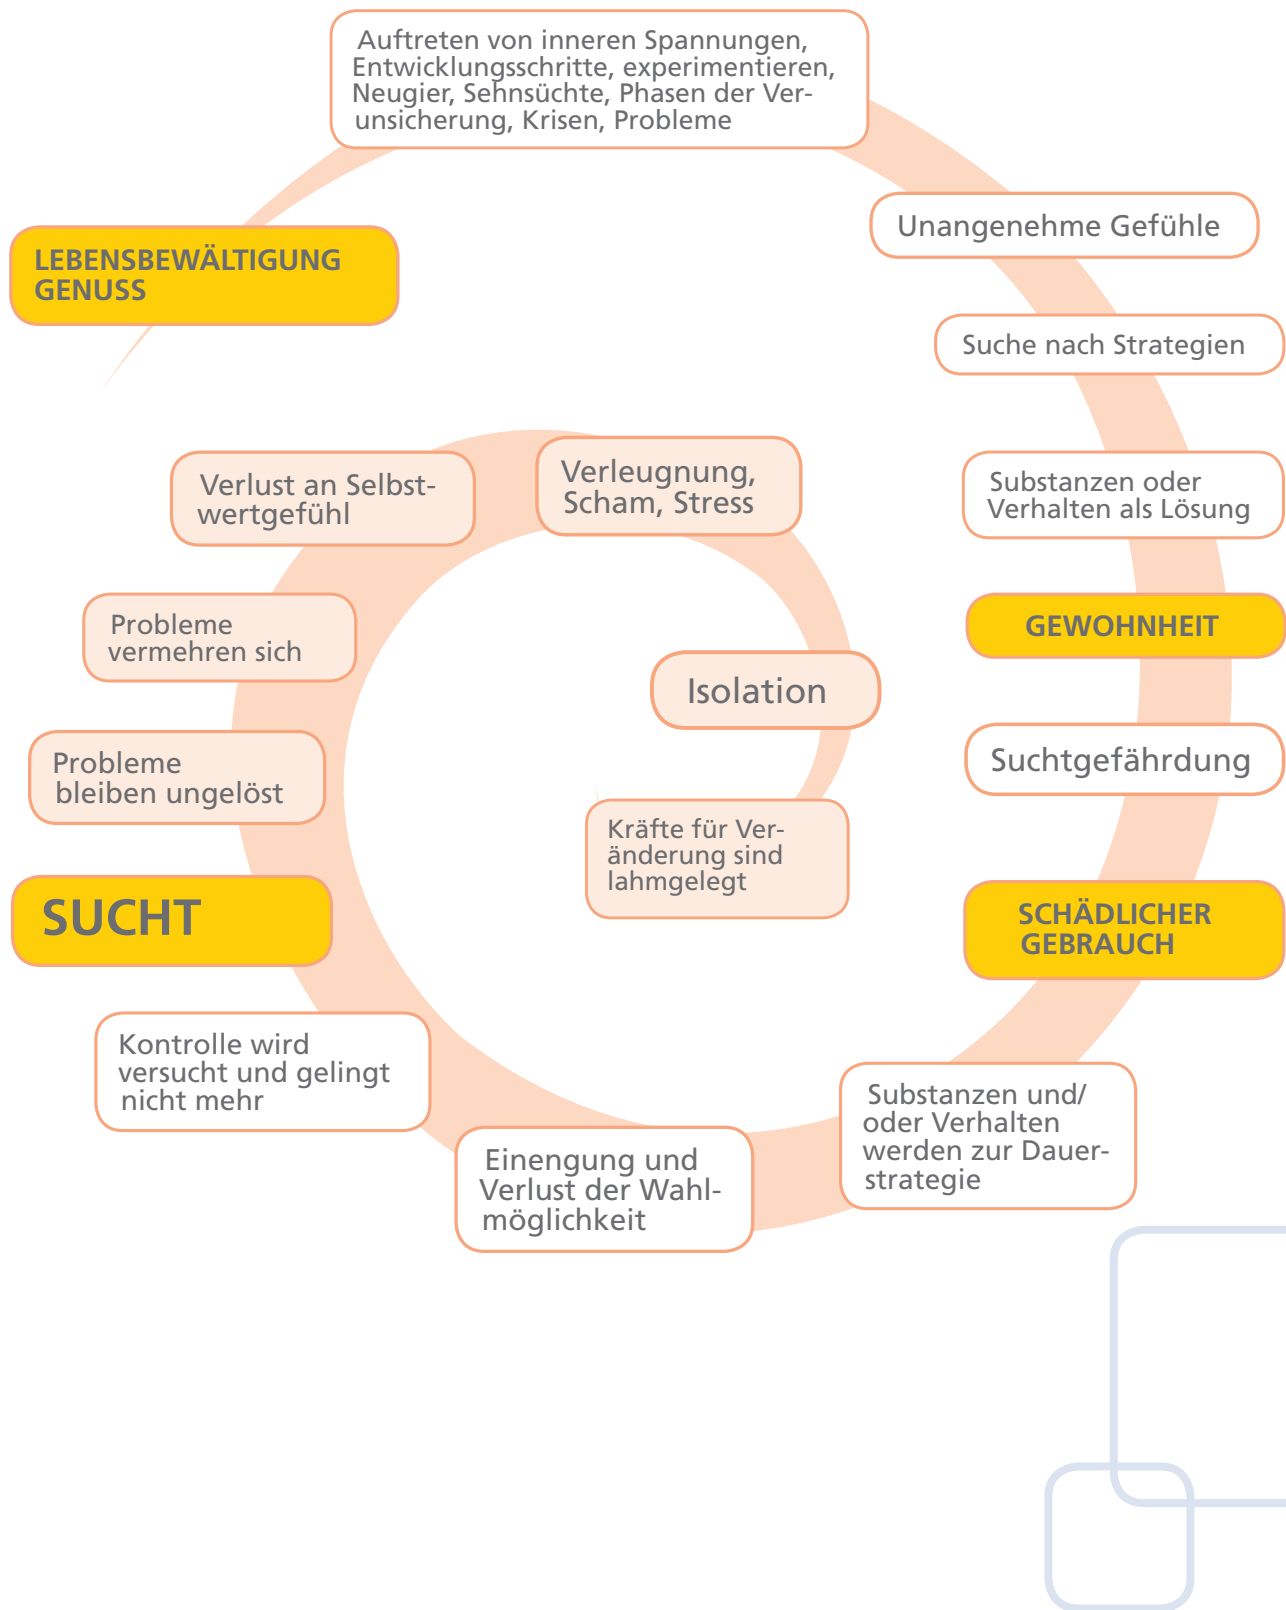 Auftreten von inneren Spannungen,
Entwicklungsschritte, experimentieren,
Neugier, Sehnsüchte, Phasen der Ver-
unsicherung, Krisen, Probleme
LEBENSBEWÄLTIGUNG
GENUSS
Unangenehme Gefühle
Suche nach Strategien
Substanzen oder
Verhalten als Lösung
GEWOHNHEIT
Suchtgefährdung
SCHÄDLICHER
GEBRAUCH
Substanzen und/
oder Verhalten
werden zur Dauer-
strategie
Einengung und
Verlust der Wahl-
möglichkeit
Kontrolle wird
versucht und gelingt
nicht mehr
SUCHT
Probleme
bleiben ungelöst
Probleme
vermehren sich
Verlust an Selbst-
wertgefühl
Verleugnung,
Scham, Stress
Isolation
Kräfte für Ver-
änderung sind
lahmgelegt